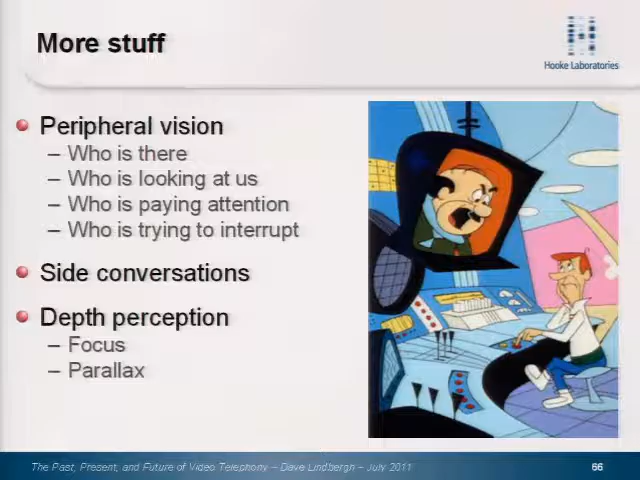 More stuff
Hooke Laboratories
Peripheral vision
– Who is there
– Who is looking at us
– Who is paying attention
– Who is trying to interrupt
Side conversations
Depth perception
– Focus
– Parallax
The Past, Present, and Future of Video Telephony – Dave Lindbergh – July 2011
66